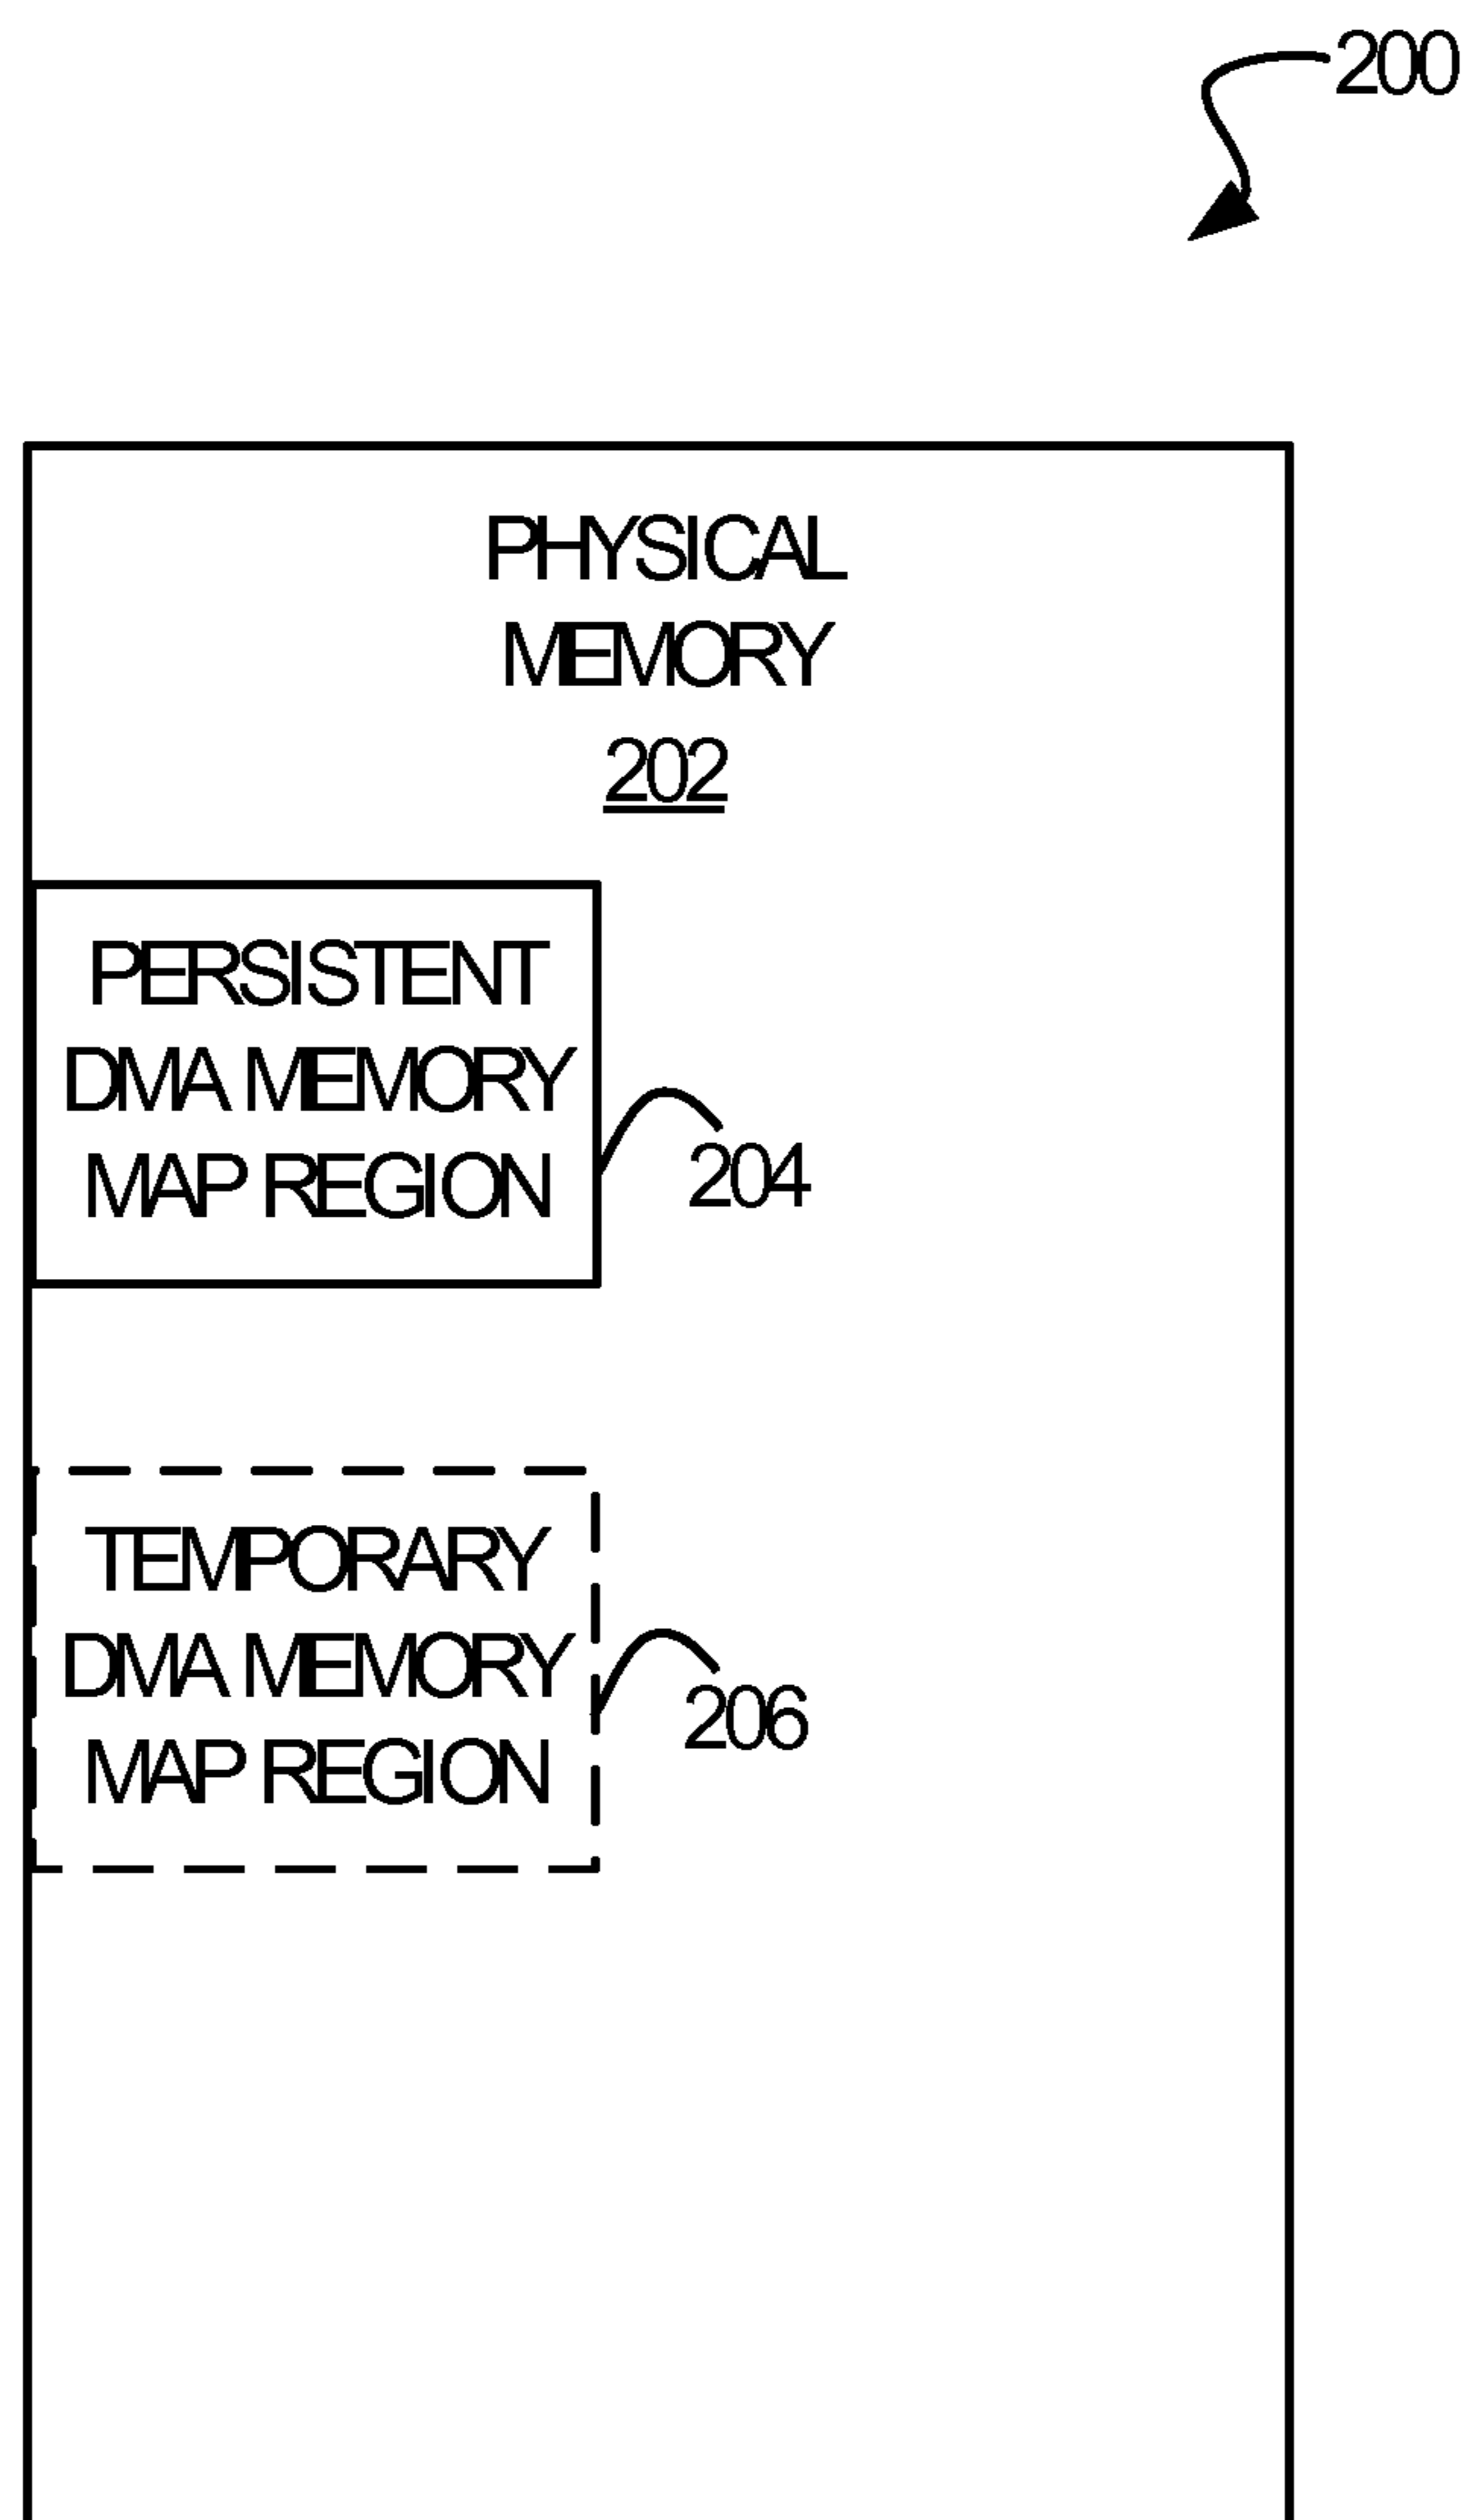 200
PHYSICAL
MEMORY
202
PERSISTENT
DMA MEMORY
MAP REGION
204
TEMPORARY
DMA MEMORY
MAP REGION
206